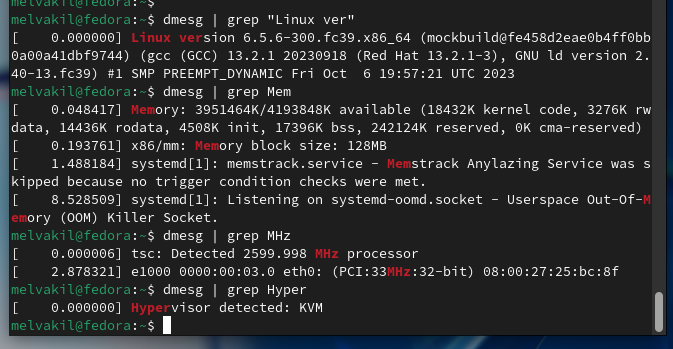 melvakil@fedora:~$
melvakil@fedora:~$ dmesg | grep "Linux ver"
[    0.000000] Linux version 6.5.6-300.fc39.x86_64 (mockbuild@fe458d2eae0b4ff0bb
0a00a41dbf9744) (gcc (GCC) 13.2.1 20230918 (Red Hat 13.2.1-3), GNU ld version 2.
40-13.fc39) #1 SMP PREEMPT_DYNAMIC Fri Oct  6 19:57:21 UTC 2023
melvakil@fedora:~$ dmesg | grep Mem
[    0.048417] Memory: 3951464K/4193848K available (18432K kernel code, 3276K rw
data, 14436K rodata, 4508K init, 17396K bss, 242124K reserved, 0K cma-reserved)
[    0.193761] x86/mm: Memory block size: 128MB
[    1.488184] systemd[1]: memstrack.service - Memstrack Anylazing Service was s
kipped because no trigger condition checks were met.
[    8.528509] systemd[1]: Listening on systemd-oomd.socket - Userspace Out-Of-M
emory (OOM) Killer Socket.
melvakil@fedora:~$ dmesg | grep MHz
[    0.000006] tsc: Detected 2599.998 MHz processor
[    2.878321] e1000 0000:00:03.0 eth0: (PCI:33MHz:32-bit) 08:00:27:25:bc:8f
melvakil@fedora:~$ dmesg | grep Hyper
[    0.000000] Hypervisor detected: KVM
melvakil@fedora:~$